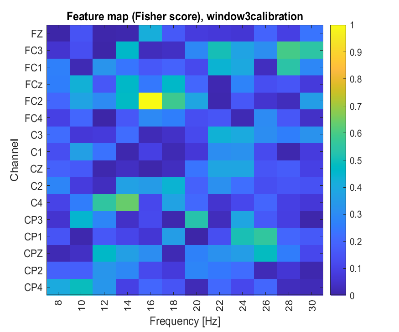 Feature map (Fisher score), window3calibration
FZ
FC3
FC1
FCz
FC2
FC4
C3
C1
CZ
C2
C4
CP3
CP1
CPZ
CP2
CP4
Channel
8 10 12 14 16 18 20 22 24 26 28 30
Frequency [Hz]
1
0.9
0.8
0.7
0.6
0.5
0.4
0.3
0.2
0.1
0